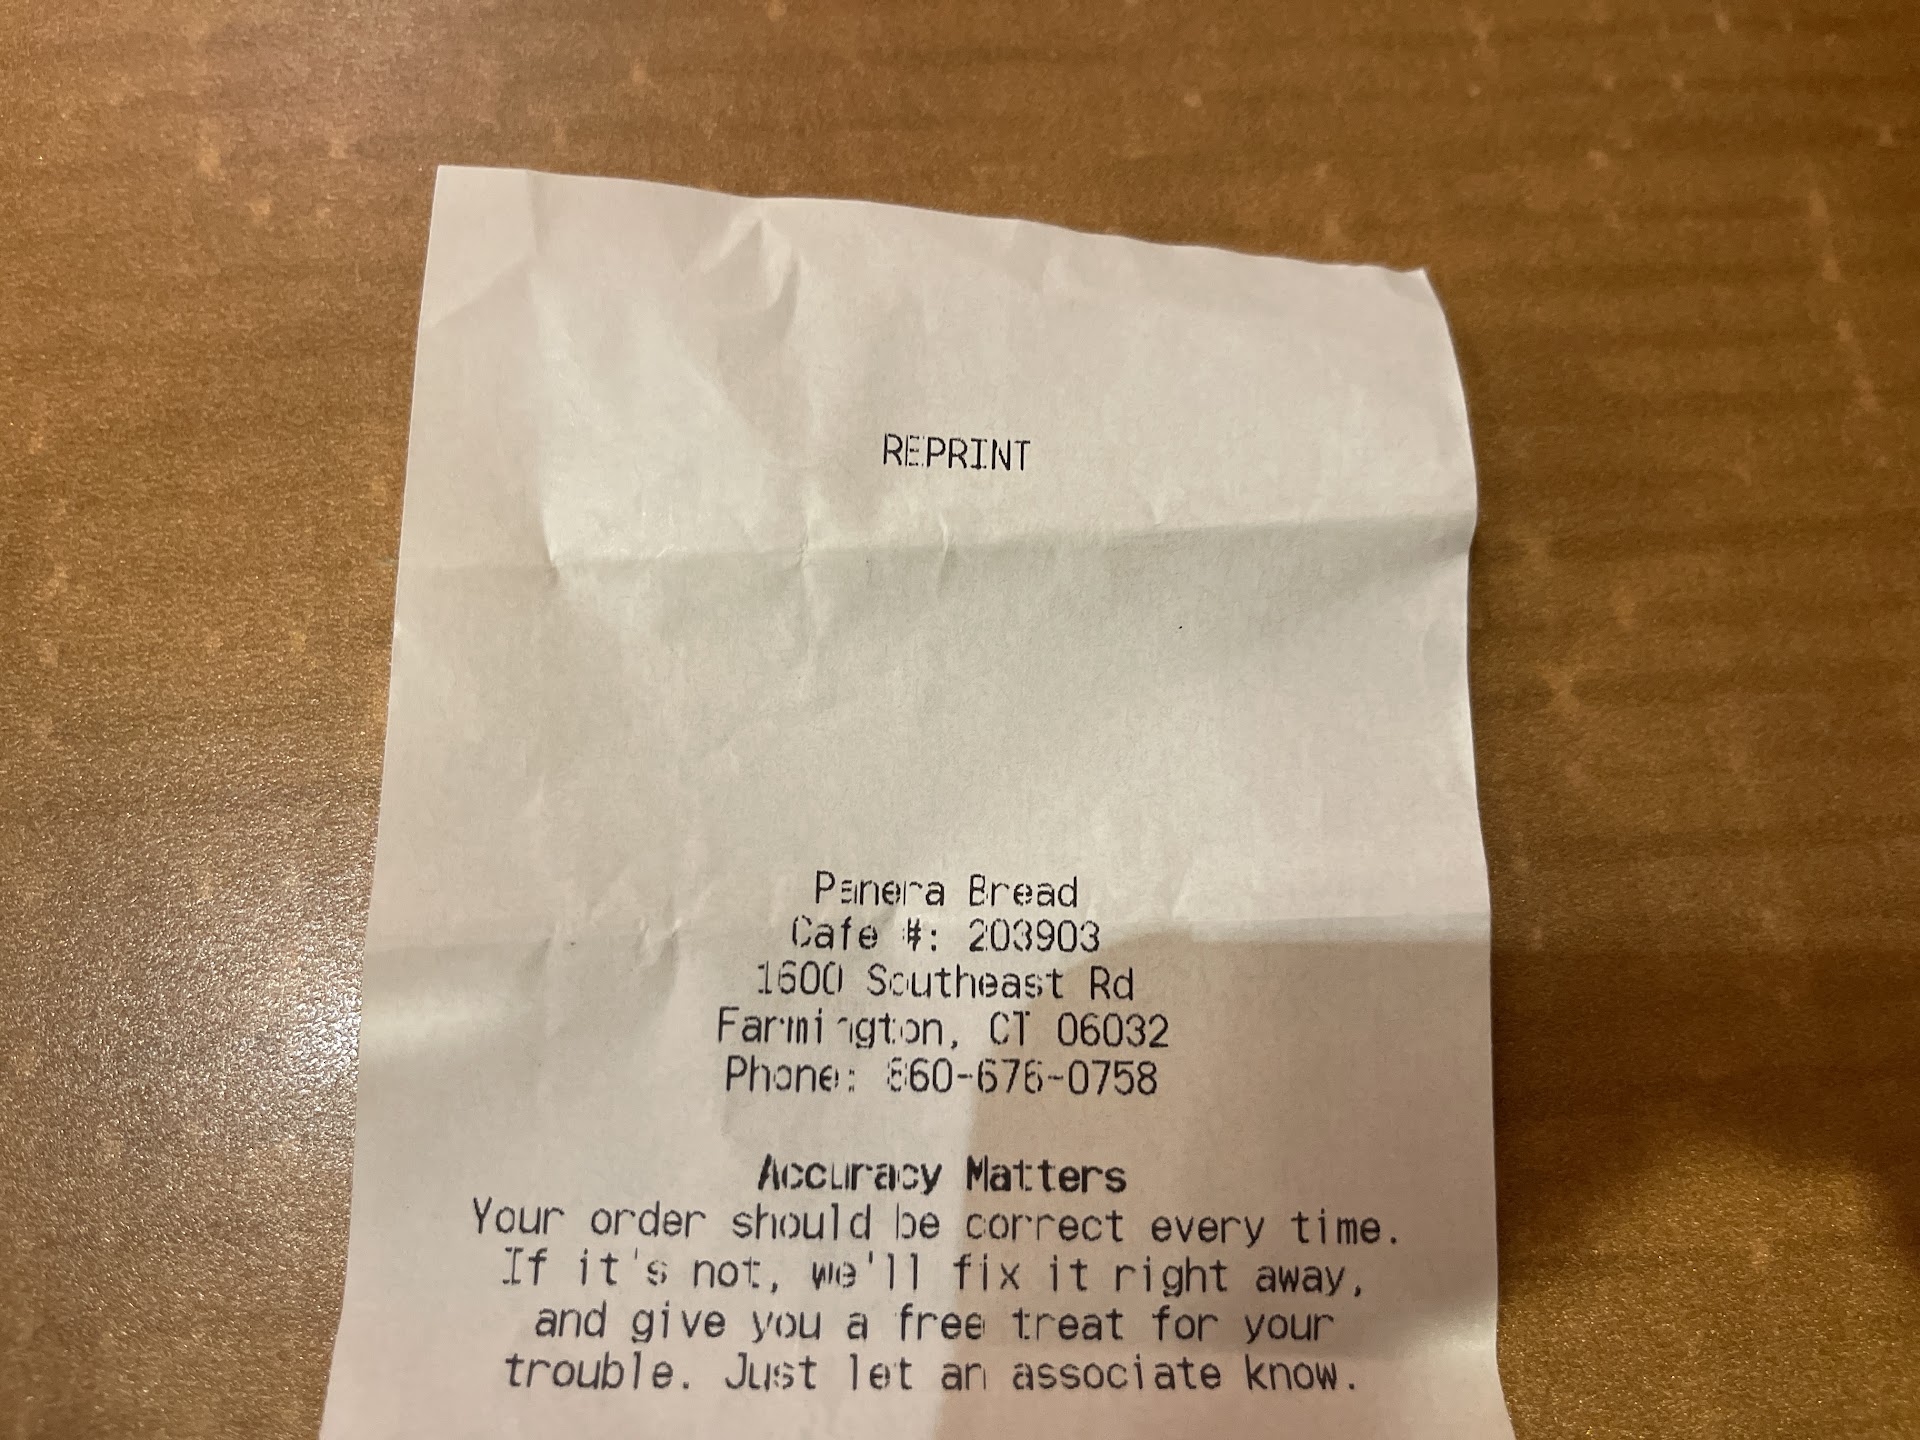 REPRINT
Panera Bread
Cafe #: 203903
1600 Southeast Rd
Farmington, CT 06032
Phone: 860-676-0758
Accuracy Matters
Your order should be correct every time.
If it's not, we'll fix it right away,
and give you a free treat for your
trouble. Just let an associate know.